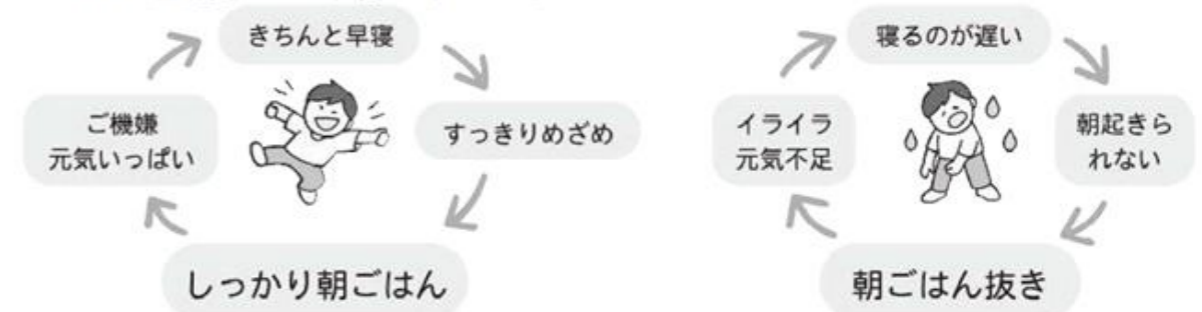 きちんと早寝
すっきりめざめ
しっかり朝ごはん
ご機嫌
元気いっぱい
寝るのが遅い
朝起きら
れない
朝ごはん抜き
イライラ
元気不足